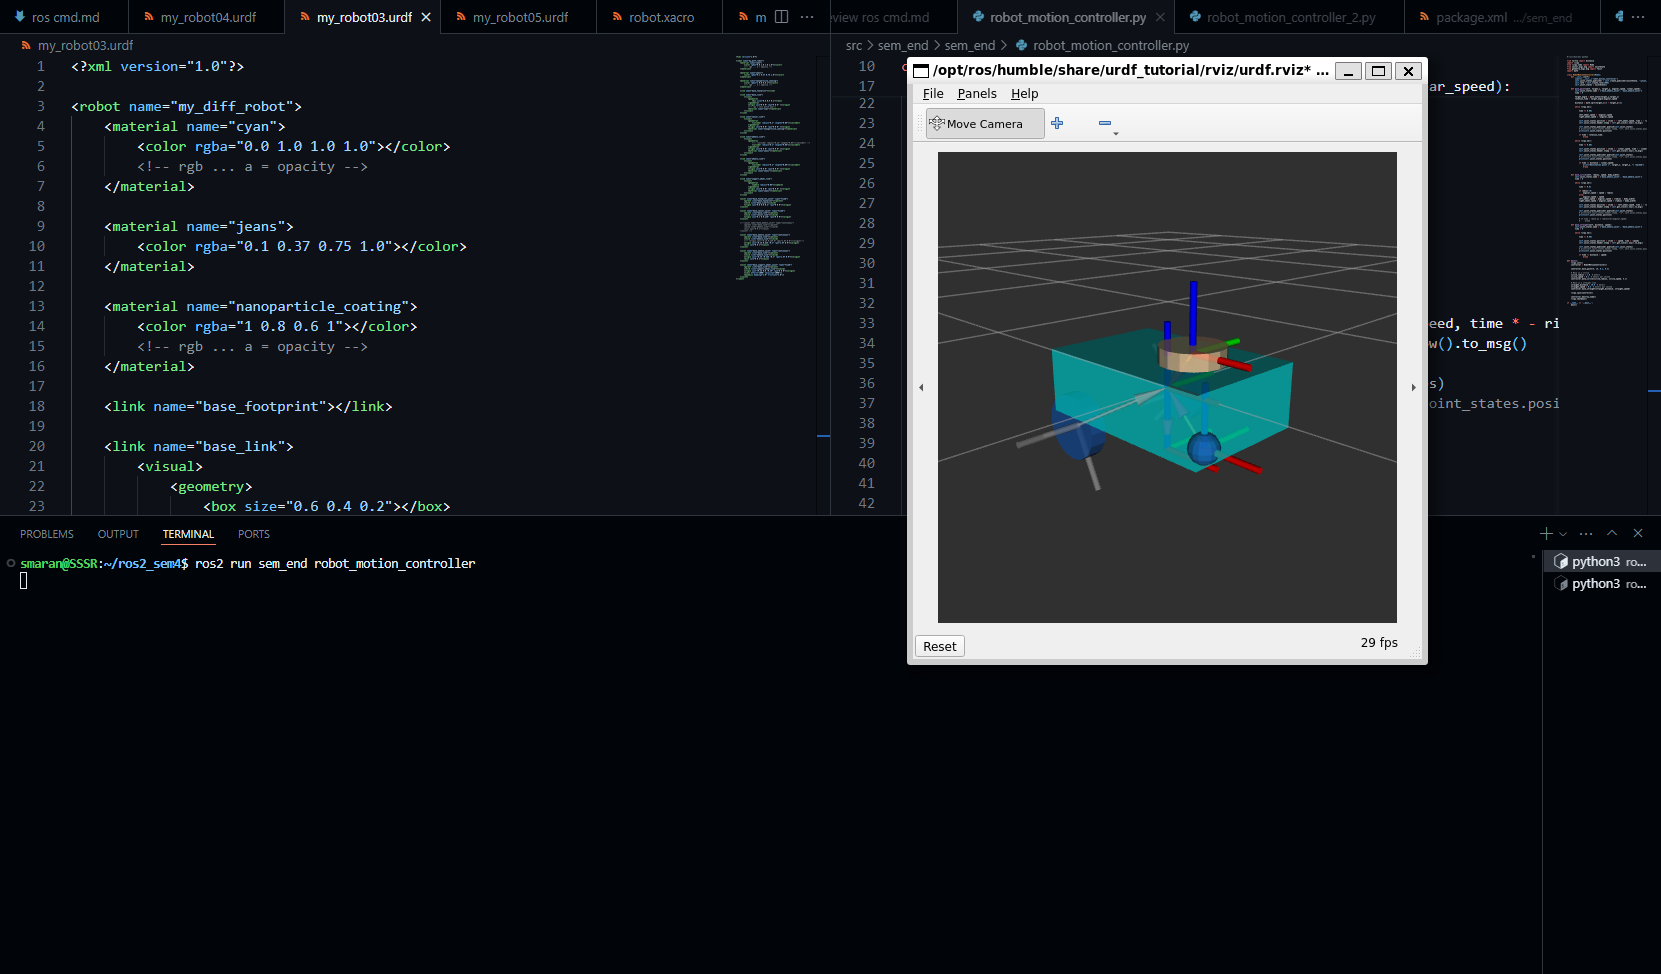 ros cmd.md
my_robot04.urdf
my_robot03.urdf
my_robot05.urdf
robot.xacro
m
eview ros cmd.md
robot_motion_controller.py
robot_motion_controller_2.py
package.xml .../sem_end
my_robot03.urdf
src > sem_end > sem_end > robot_motion_controller.py
1 <?xml version="1.0"?>
2
3 <robot name="my_diff_robot">
4 <material name="cyan">
5 <color rgba="0.0 1.0 1.0 1.0"></color>
6 <!-- rgb ... a = opacity -->
7 </material>
8
9 <material name="jeans">
10 <color rgba="0.1 0.37 0.75 1.0"></color>
11 </material>
12
13 <material name="nanoparticle_coating">
14 <color rgba="1 0.8 0.6 1"></color>
15 <!-- rgb ... a = opacity -->
16 </material>
17
18 <link name="base_footprint"></link>
19
20 <link name="base_link">
21 <visual>
22 <geometry>
23 <box size="0.6 0.4 0.2"></box>
10
17 ar_speed):
22
23
24
25
26
27
28
29
30
31
32
33 eed, time * - ri
34 w().to_msg()
35
36 s)
37 oint_states.posi
38
39
40
41
42
/opt/ros/humble/share/urdf_tutorial/rviz/urdf.rviz* ...
File Panels Help
Move Camera
Reset
29 fps
PROBLEMS OUTPUT TERMINAL PORTS
smaran@SSSR:~/ros2_sem4$ ros2 run sem_end robot_motion_controller
python3 ro...
python3 ro...